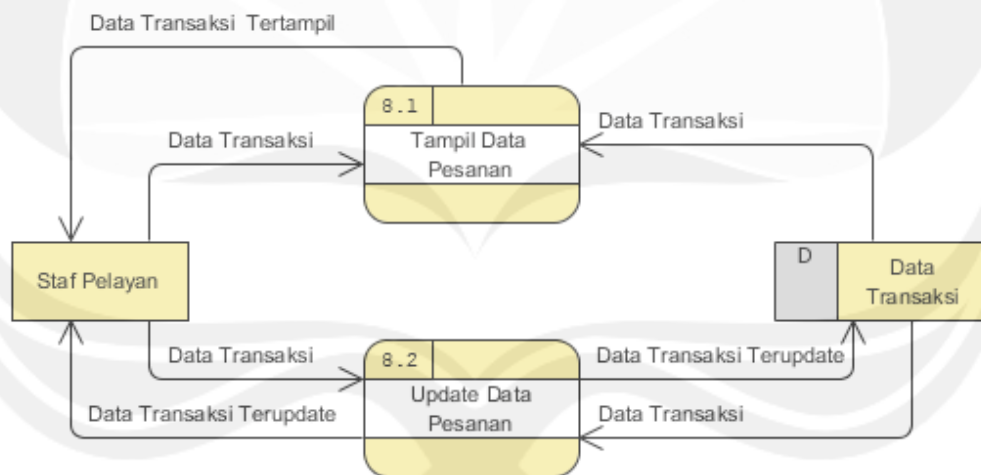 Data Transaksi Tertampil
8.1
Data Transaksi
Tampil Data
Pesanan
Data Transaksi
Staf Pelayan
D
Data
Transaksi
Data Transaksi
8.2
Data Transaksi Terupdate
Data Transaksi Terupdate
Update Data
Pesanan
Data Transaksi